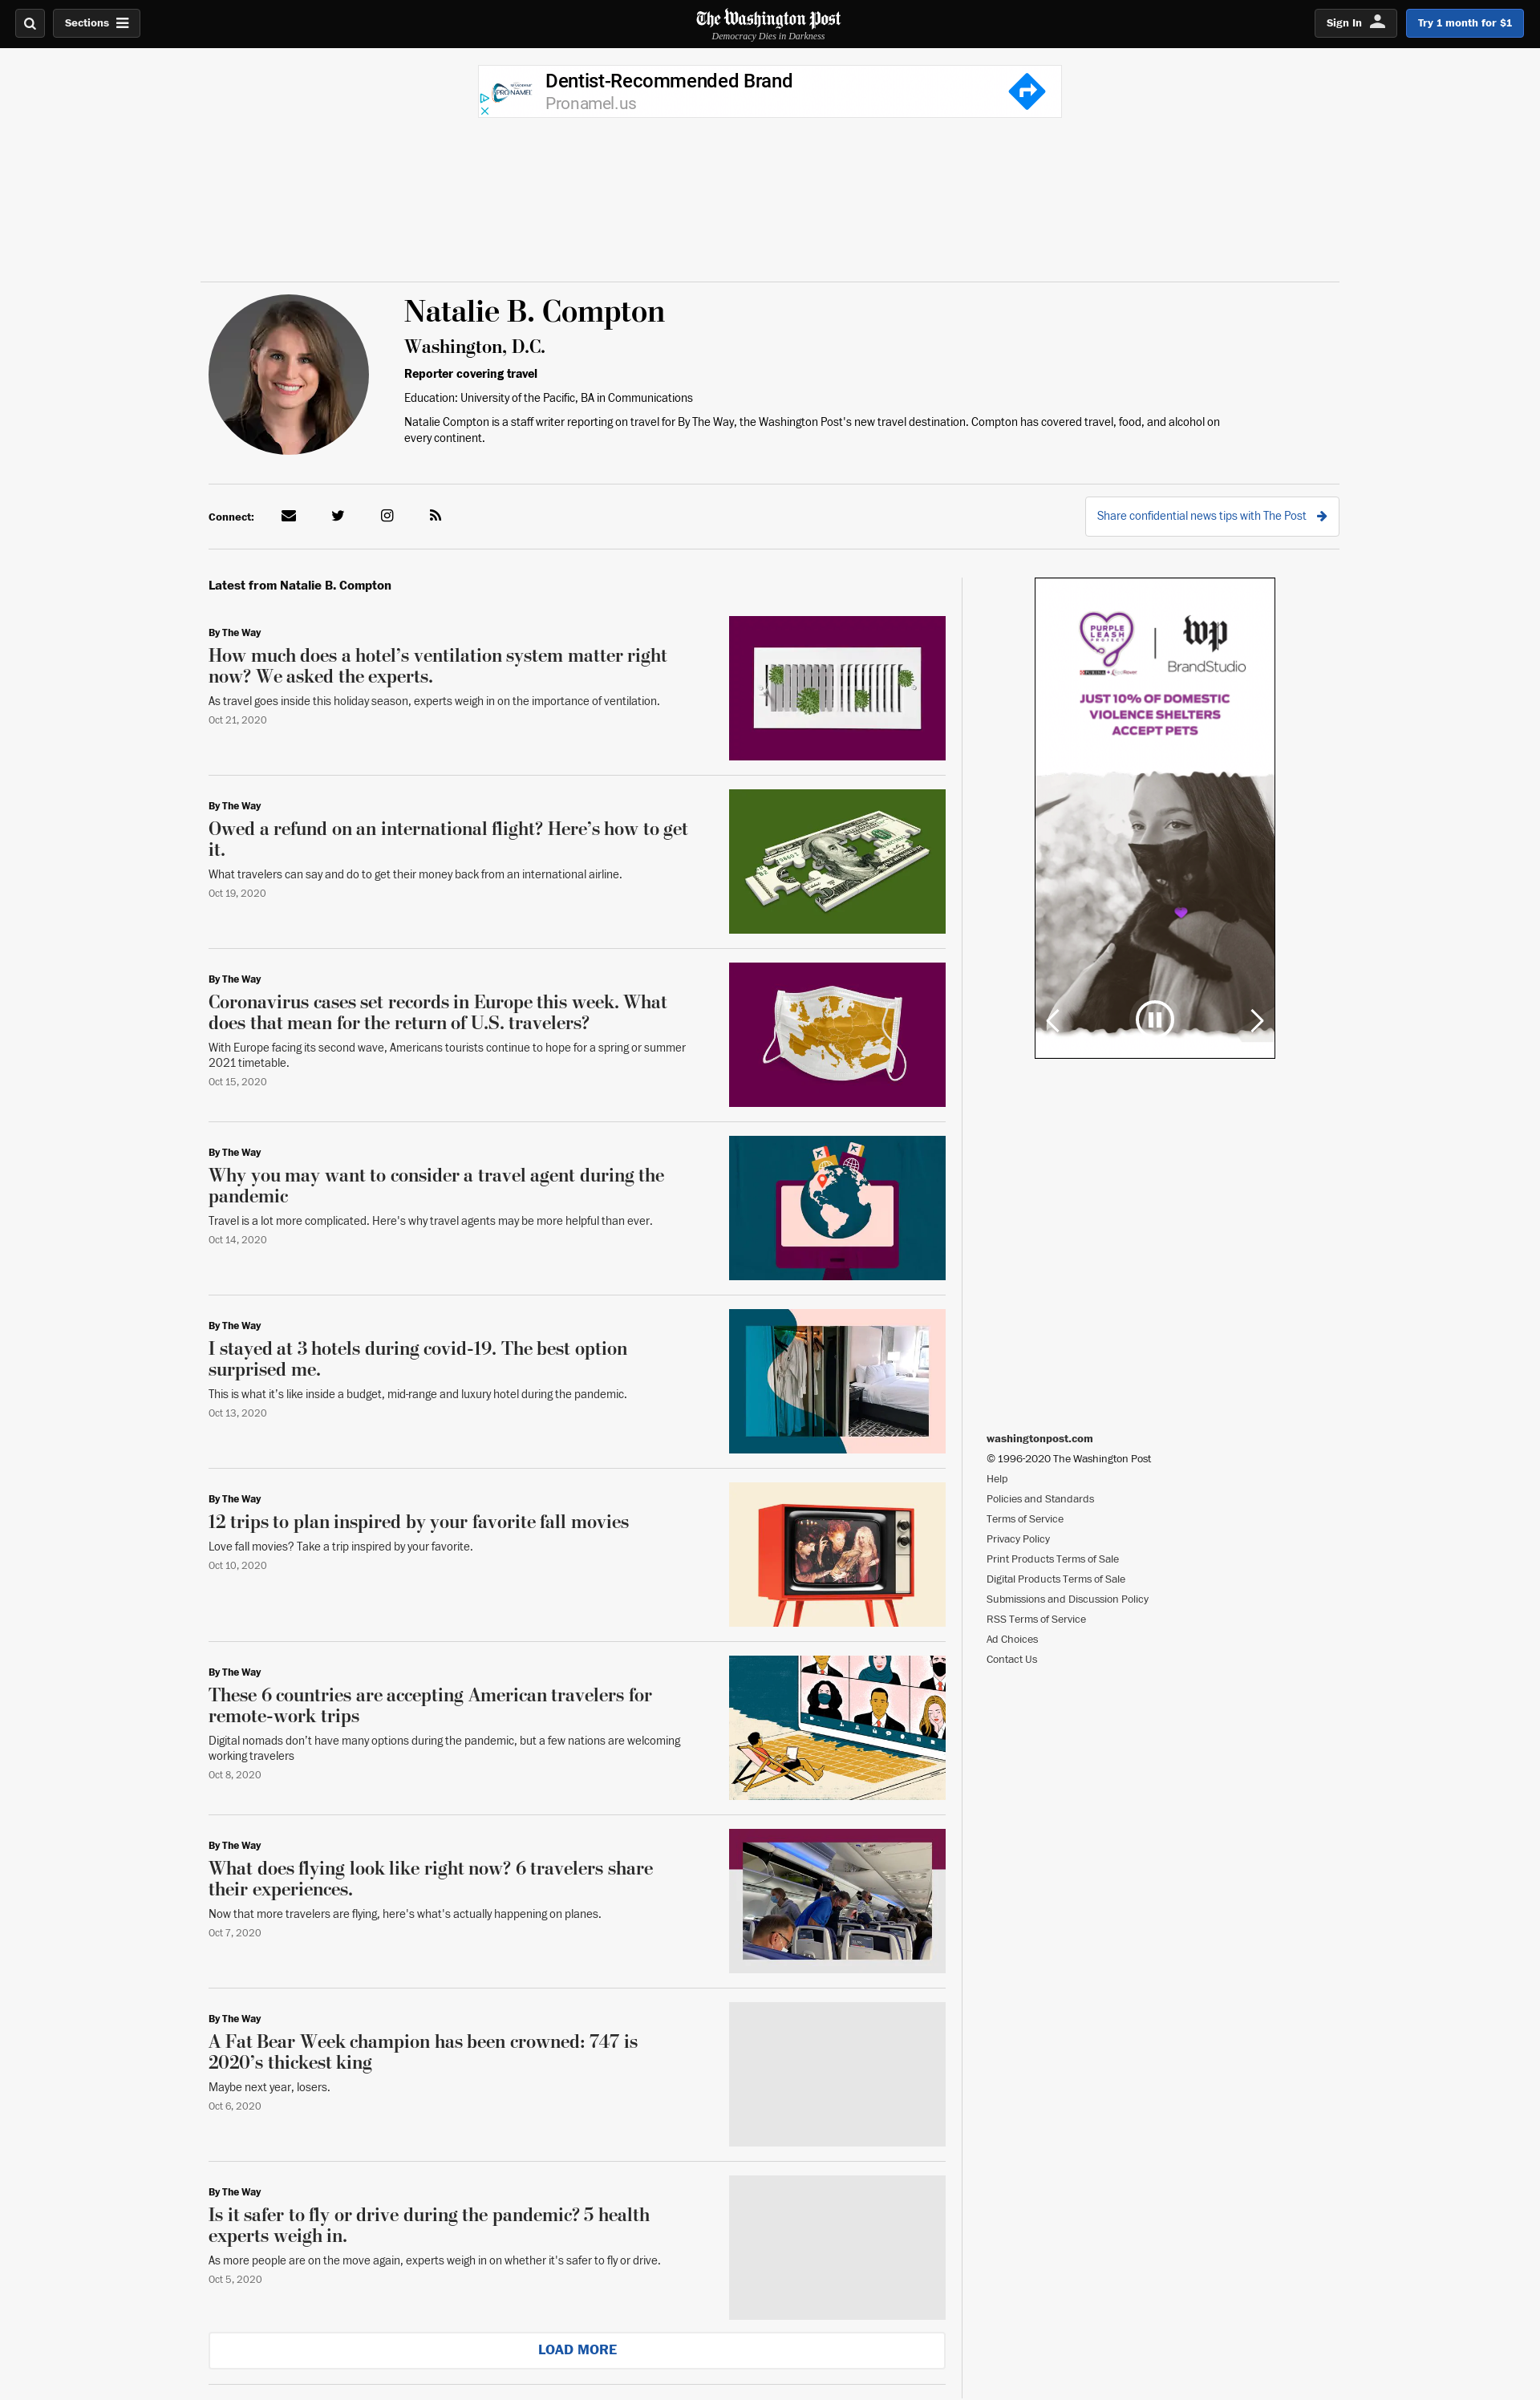 Sections
The Washington Post
Democracy Dies in Darkness
Sign In
Try 1 month for $1
PRONAMEL
Dentist-Recommended Brand
Pronamel.us
Natalie B. Compton
Washington, D.C.
Reporter covering travel
Education: University of the Pacific, BA in Communications
Natalie Compton is a staff writer reporting on travel for By The Way, the Washington Post's new travel destination. Compton has covered travel, food, and alcohol on
every continent.
Connect:
Share confidential news tips with The Post
Latest from Natalie B. Compton
By The Way
How much does a hotel’s ventilation system matter right
now? We asked the experts.
As travel goes inside this holiday season, experts weigh in on the importance of ventilation.
Oct 21, 2020
By The Way
Owed a refund on an international flight? Here’s how to get
it.
What travelers can say and do to get their money back from an international airline.
Oct 19, 2020
By The Way
Coronavirus cases set records in Europe this week. What
does that mean for the return of U.S. travelers?
With Europe facing its second wave, Americans tourists continue to hope for a spring or summer
2021 timetable.
Oct 15, 2020
By The Way
Why you may want to consider a travel agent during the
pandemic
Travel is a lot more complicated. Here's why travel agents may be more helpful than ever.
Oct 14, 2020
By The Way
I stayed at 3 hotels during covid-19. The best option
surprised me.
This is what it's like inside a budget, mid-range and luxury hotel during the pandemic.
Oct 13, 2020
By The Way
12 trips to plan inspired by your favorite fall movies
Love fall movies? Take a trip inspired by your favorite.
Oct 10, 2020
By The Way
These 6 countries are accepting American travelers for
remote-work trips
Digital nomads don’t have many options during the pandemic, but a few nations are welcoming
working travelers
Oct 8, 2020
By The Way
What does flying look like right now? 6 travelers share
their experiences.
Now that more travelers are flying, here's what's actually happening on planes.
Oct 7, 2020
By The Way
A Fat Bear Week champion has been crowned: 747 is
2020’s thickest king
Maybe next year, losers.
Oct 6, 2020
By The Way
Is it safer to fly or drive during the pandemic? 5 health
experts weigh in.
As more people are on the move again, experts weigh in on whether it's safer to fly or drive.
Oct 5, 2020
LOAD MORE
PURPLE
LEASH
PROJECT
PURINA
wp
BrandStudio
JUST 10% OF DOMESTIC
VIOLENCE SHELTERS
ACCEPT PETS
washingtonpost.com
© 1996-2020 The Washington Post
Help
Policies and Standards
Terms of Service
Privacy Policy
Print Products Terms of Sale
Digital Products Terms of Sale
Submissions and Discussion Policy
RSS Terms of Service
Ad Choices
Contact Us